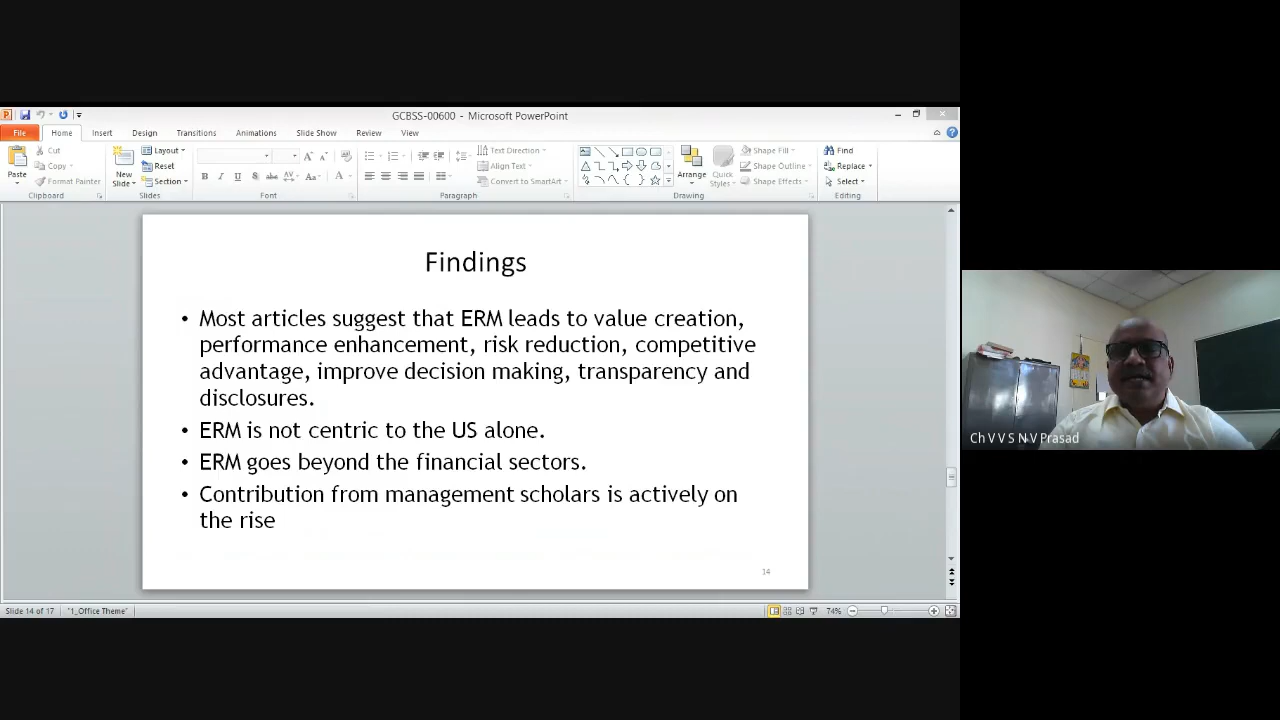 GCBSS-00600 - Microsoft PowerPoint
File Home Insert Design Transitions Animations Slide Show Review View
Cut
Copy
Format Painter
Paste
Clipboard
New
Slide
Layout
Reset
Section
Slides
B I U S abc AV Aa A
Font
Paragraph
Text Direction
Align Text
Convert to SmartArt
Arrange
Quick
Styles
Shape Fill
Shape Outline
Shape Effects
Drawing
Find
Replace
Select
Editing
Findings
• Most articles suggest that ERM leads to value creation,
performance enhancement, risk reduction, competitive
advantage, improve decision making, transparency and
disclosures.
• ERM is not centric to the US alone.
• ERM goes beyond the financial sectors.
• Contribution from management scholars is actively on
the rise
14
Slide 14 of 17 "1_Office Theme" 74%
Ch V V S N V Prasad